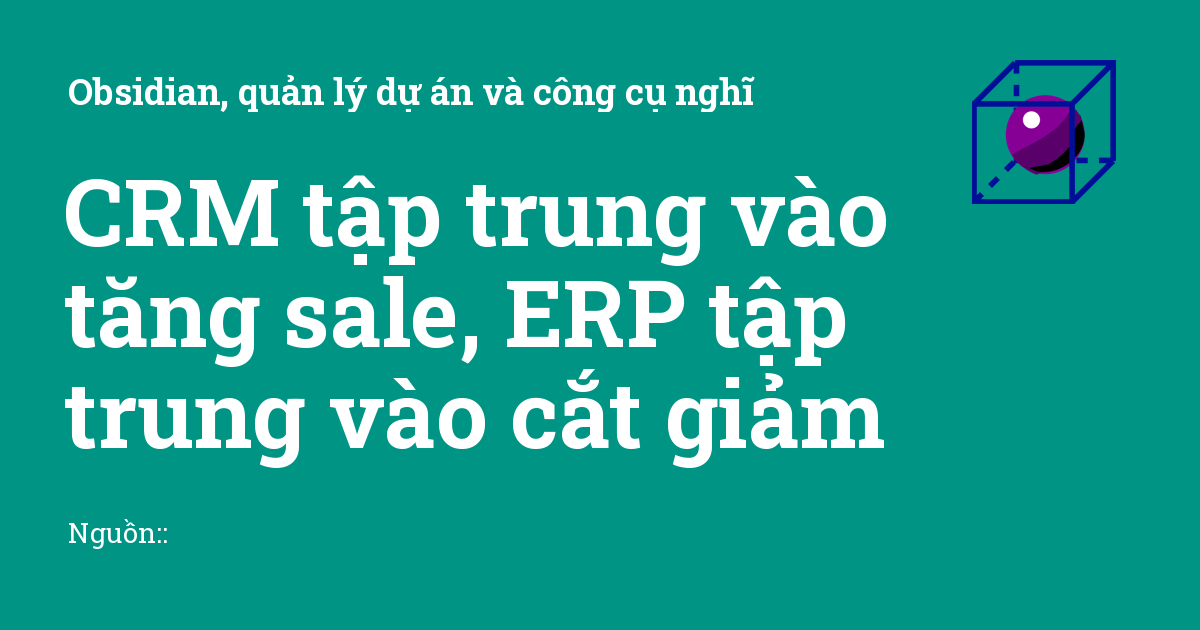 Obsidian, quản lý dự án và công cụ nghĩ
CRM tập trung vào
tăng sale, ERP tập
trung vào cắt giảm
Nguồn::